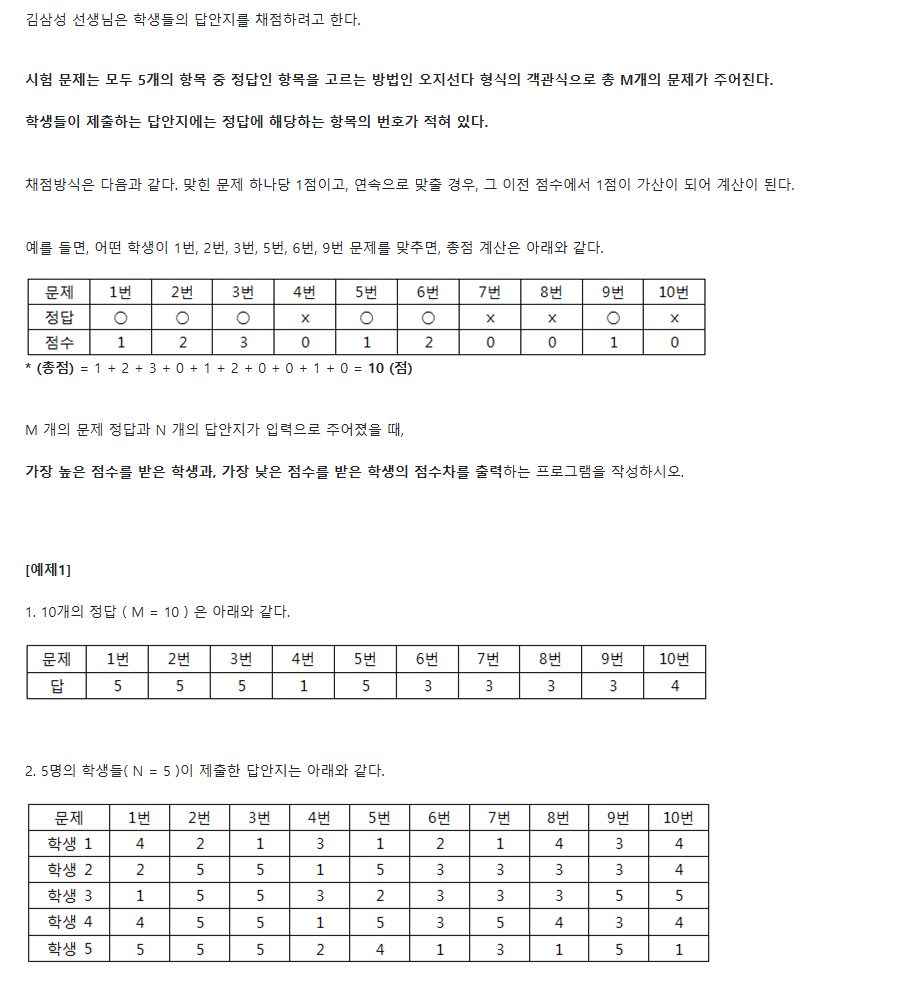 김삼성 선생님은 학생들의 답안지를 채점하려고 한다.
시험 문제는 모두 5개의 항목 중 정답인 항목을 고르는 방법인 오지선다 형식의 객관식으로 총 M개의 문제가 주어진다.
학생들이 제출하는 답안지에는 정답에 해당하는 항목의 번호가 적혀 있다.
채점방식은 다음과 같다. 맞힌 문제 하나당 1점이고, 연속으로 맞출 경우, 그 이전 점수에서 1점이 가산이 되어 계산이 된다.
예를 들면, 어떤 학생이 1번, 2번, 3번, 5번, 6번, 9번 문제를 맞추면, 총점 계산은 아래와 같다.
문제 1번 2번 3번 4번 5번 6번 7번 8번 9번 10번
정답 ○ ○ ○ x ○ ○ x x ○ x
점수 1 2 3 0 1 2 0 0 1 0
* (총점) = 1 + 2 + 3 + 0 + 1 + 2 + 0 + 0 + 1 + 0 = 10 (점)
M 개의 문제 정답과 N 개의 답안지가 입력으로 주어졌을 때,
가장 높은 점수를 받은 학생과, 가장 낮은 점수를 받은 학생의 점수차를 출력하는 프로그램을 작성하시오.
[예제1]
1. 10개의 정답 ( M = 10 ) 은 아래와 같다.
문제 1번 2번 3번 4번 5번 6번 7번 8번 9번 10번
답 5 5 5 1 5 3 3 3 3 4
2. 5명의 학생들( N = 5 )이 제출한 답안지는 아래와 같다.
문제 1번 2번 3번 4번 5번 6번 7번 8번 9번 10번
학생 1 4 2 1 3 1 2 1 4 3 4
학생 2 2 5 5 1 5 3 3 3 3 4
학생 3 1 5 5 3 2 3 3 3 5 5
학생 4 4 5 5 1 5 3 5 4 3 4
학생 5 5 5 5 2 4 1 3 1 5 1